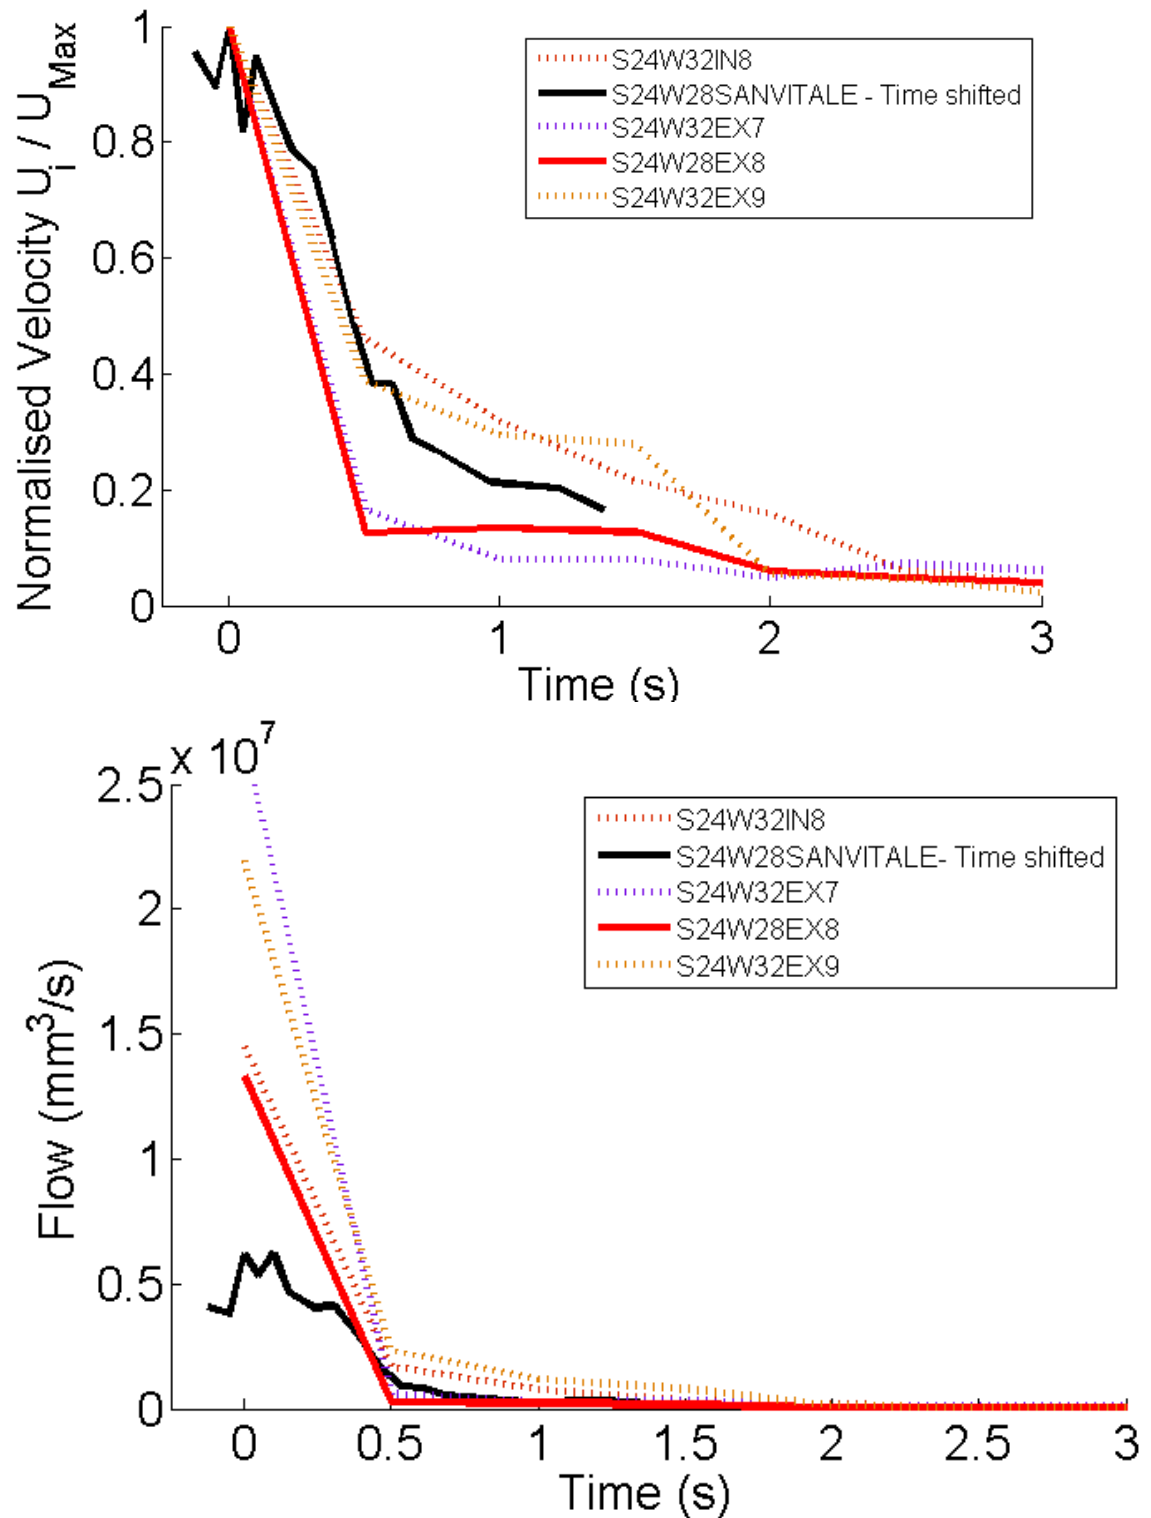 Normalised Velocity U_i / U_Max
1
0.8
0.6
0.4
0.2
0
S24W32IN8
S24W28SANVITALE - Time shifted
S24W32EX7
S24W28EX8
S24W32EX9
0 1 2 3
Time (s)
x 10^7
Flow (mm^3/s)
2.5
2
1.5
1
0.5
0
S24W32IN8
S24W28SANVITALE- Time shifted
S24W32EX7
S24W28EX8
S24W32EX9
0 0.5 1 1.5 2 2.5 3
Time (s)